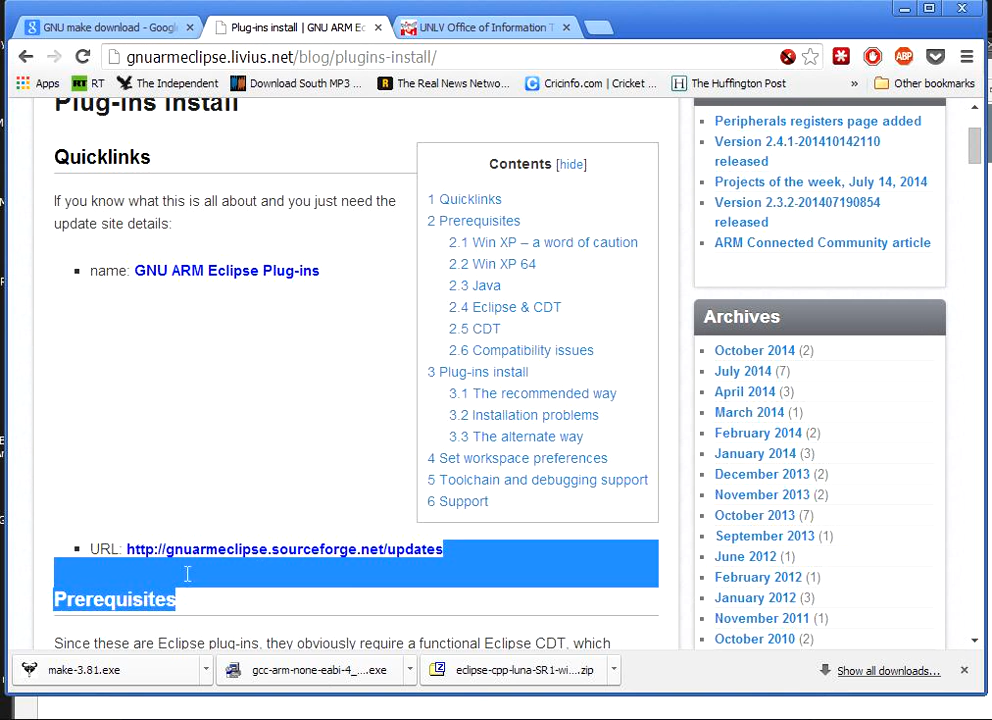 GNU make download - Googl
Plug-ins install | GNU ARM E
UNLV Office of Information T
gnuarmeclipse.livius.net/blog/plugins-install/
ABP
Apps
RT RT
The Independent
Download South MP3 ...
R The Real News Netwo...
Cricinfo.com | Cricket ...
H The Huffington Post
»
Other bookmarks
Plug-ins install
Quicklinks
If you know what this is all about and you just need the
update site details:
name: GNU ARM Eclipse Plug-ins
Contents [hide]
1 Quicklinks
2 Prerequisites
2.1 Win XP – a word of caution
2.2 Win XP 64
2.3 Java
2.4 Eclipse & CDT
2.5 CDT
2.6 Compatibility issues
3 Plug-ins install
3.1 The recommended way
3.2 Installation problems
3.3 The alternate way
4 Set workspace preferences
5 Toolchain and debugging support
6 Support
URL: http://gnuarmeclipse.sourceforge.net/updates
Prerequisites
Since these are Eclipse plug-ins, they obviously require a functional Eclipse CDT, which
Peripherals registers page added
Version 2.4.1-201410142110
released
Projects of the week, July 14, 2014
Version 2.3.2-201407190854
released
ARM Connected Community article
Archives
October 2014 (2)
July 2014 (7)
April 2014 (3)
March 2014 (1)
February 2014 (2)
January 2014 (3)
December 2013 (2)
November 2013 (2)
October 2013 (7)
September 2013 (1)
June 2012 (1)
February 2012 (1)
January 2012 (3)
November 2011 (1)
October 2010 (2)
make-3.81.exe
gcc-arm-none-eabi-4_....exe
eclipse-cpp-luna-SR1-wi....zip
Show all downloads...